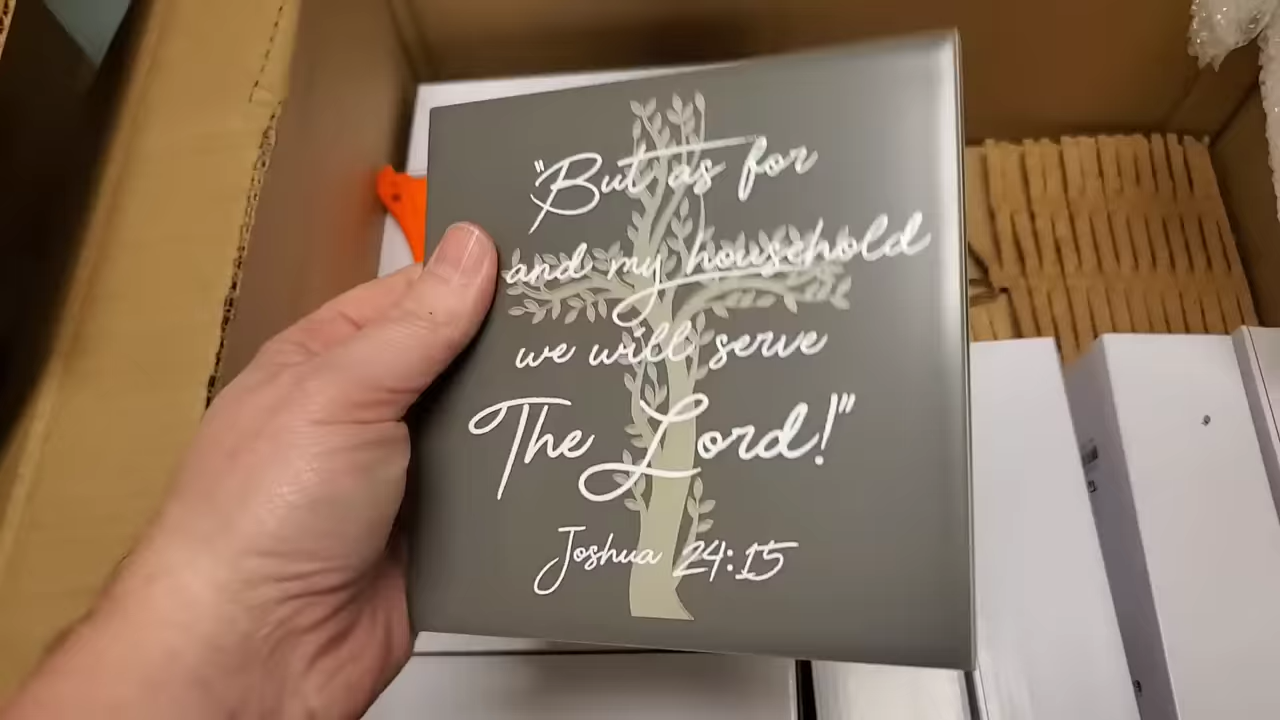 "But as for
and my household
we will serve
The Lord!"
Joshua 24:15